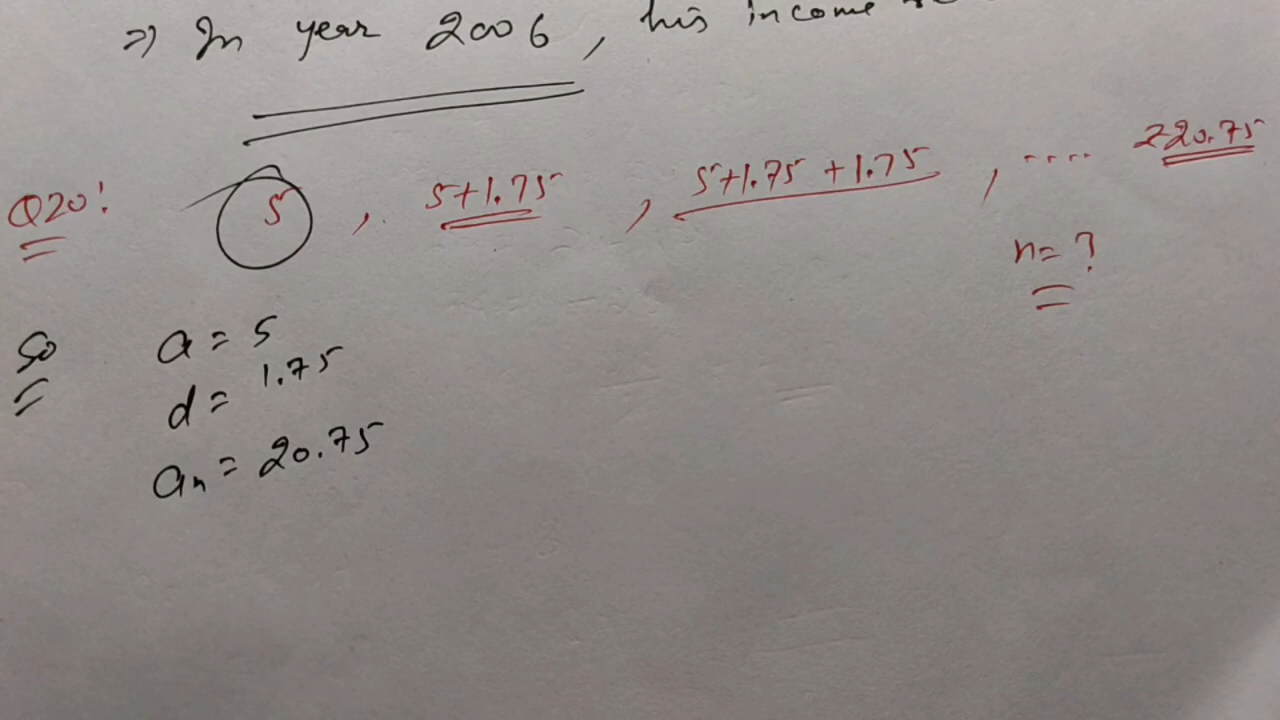 ⇒ In year 2006, his income
Q20! 5, 5+1.75, 5+1.75+1.75, .... 220.75
n=?
So a = 5
d = 1.75
an = 20.75